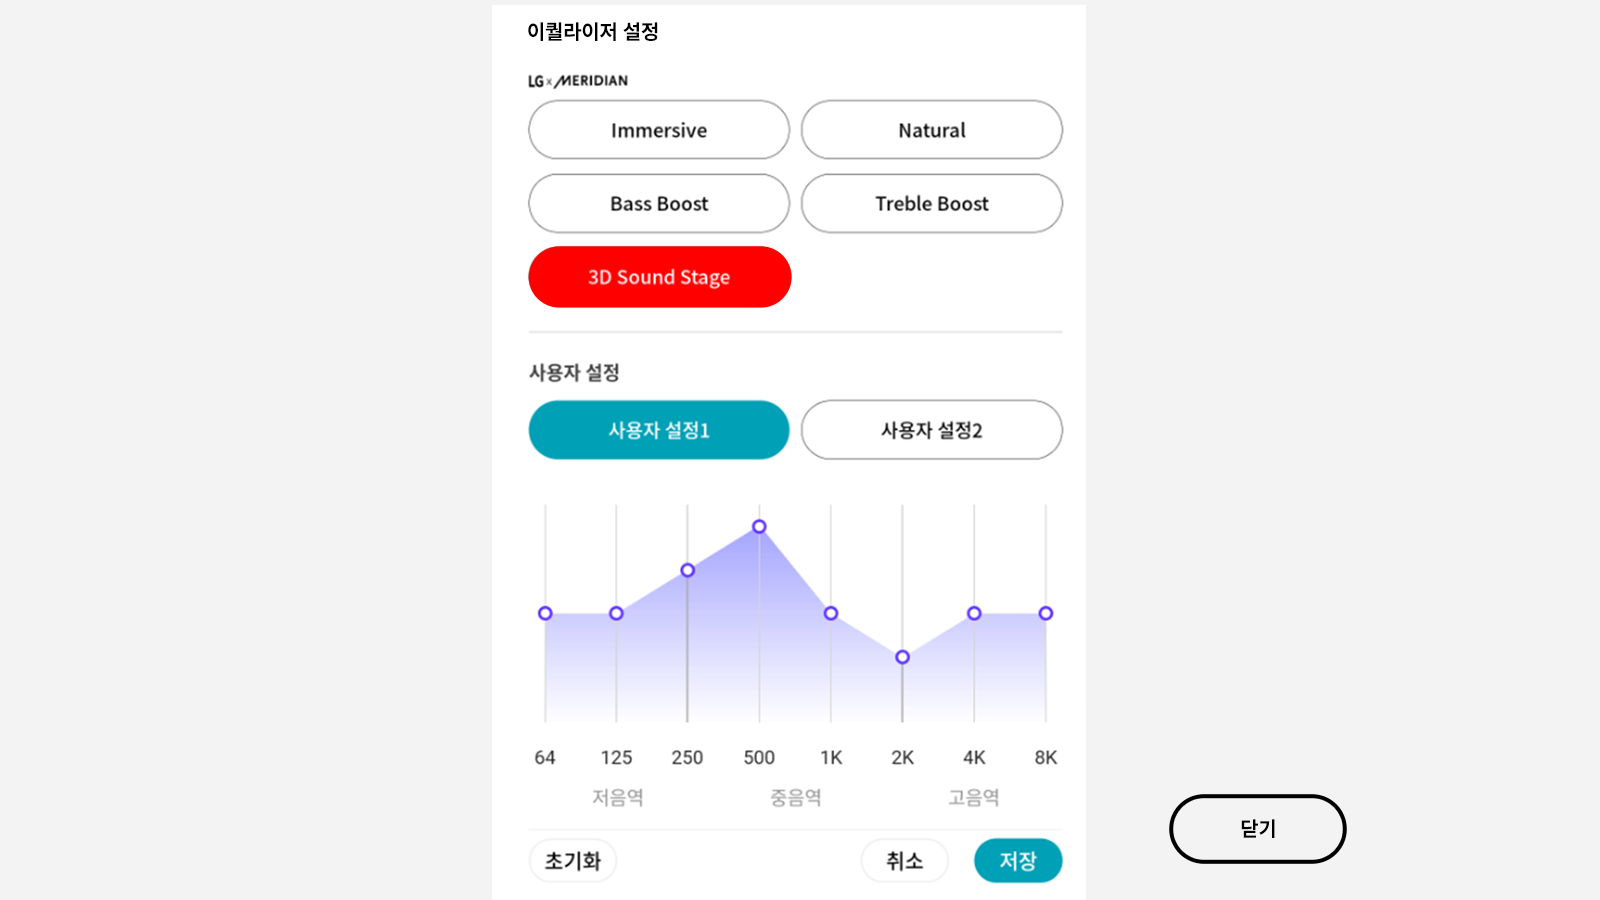 이퀄라이저 설정
LG x MERIDIAN
Immersive
Natural
Bass Boost
Treble Boost
3D Sound Stage
사용자 설정
사용자 설정1
사용자 설정2
64 125 250 500 1K 2K 4K 8K
저음역 중음역 고음역
초기화
취소
저장
닫기